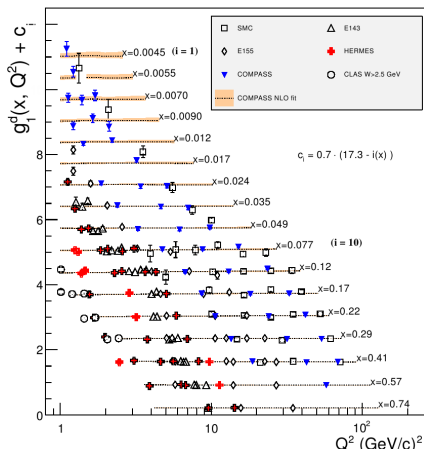 g₁ᵈ(x, Q²) + cᵢ
SMC
E143
E155
HERMES
COMPASS
CLAS W>2.5 GeV
COMPASS NLO fit
cᵢ = 0.7 · (17.3 - i(x) )
x=0.0045 (i = 1)
x=0.0055
x=0.0070
x=0.0090
x=0.012
x=0.017
x=0.024
x=0.035
x=0.049
x=0.077
(i = 10)
x=0.12
x=0.17
x=0.22
x=0.29
x=0.41
x=0.57
x=0.74
10
8
6
4
2
0
1
10
10²
Q² (GeV/c)²